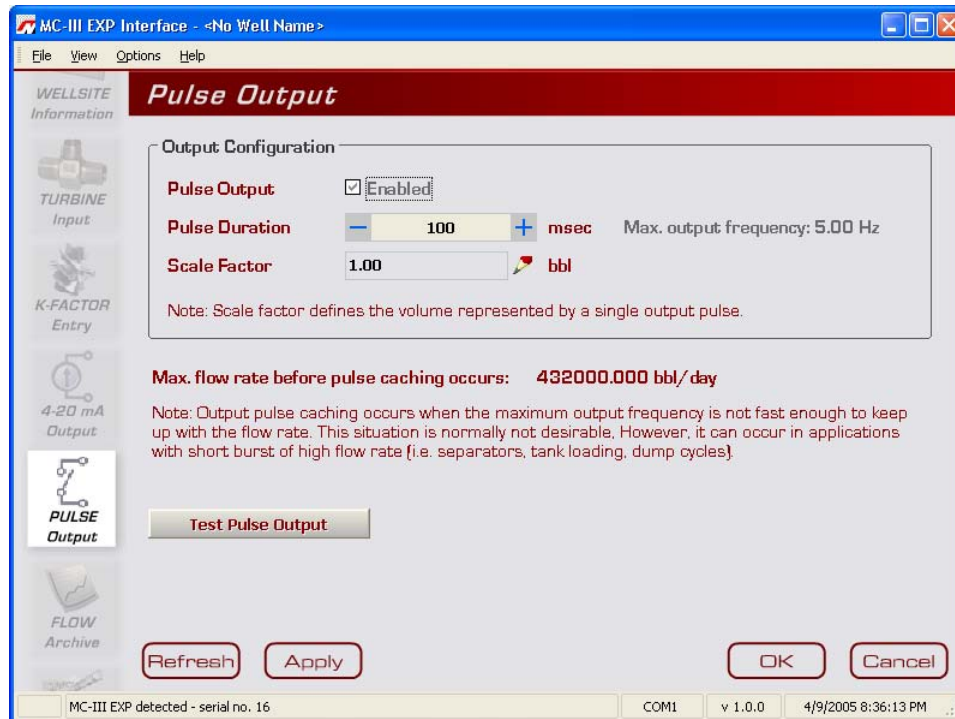 MC-III EXP Interface - <No Well Name>
File View Options Help
WELLSITE
Information
TURBINE
Input
K-FACTOR
Entry
4-20 mA
Output
PULSE
Output
FLOW
Archive
Pulse Output
Output Configuration
Pulse Output Enabled
Pulse Duration 100 msec Max. output frequency: 5.00 Hz
Scale Factor 1.00 bbl
Note: Scale factor defines the volume represented by a single output pulse.
Max. flow rate before pulse caching occurs: 432000.000 bbl/day
Note: Output pulse caching occurs when the maximum output frequency is not fast enough to keep
up with the flow rate. This situation is normally not desirable, However, it can occur in applications
with short burst of high flow rate (i.e. separators, tank loading, dump cycles).
Test Pulse Output
Refresh Apply OK Cancel
MC-III EXP detected - serial no. 16 COM1 v 1.0.0 4/9/2005 8:36:13 PM